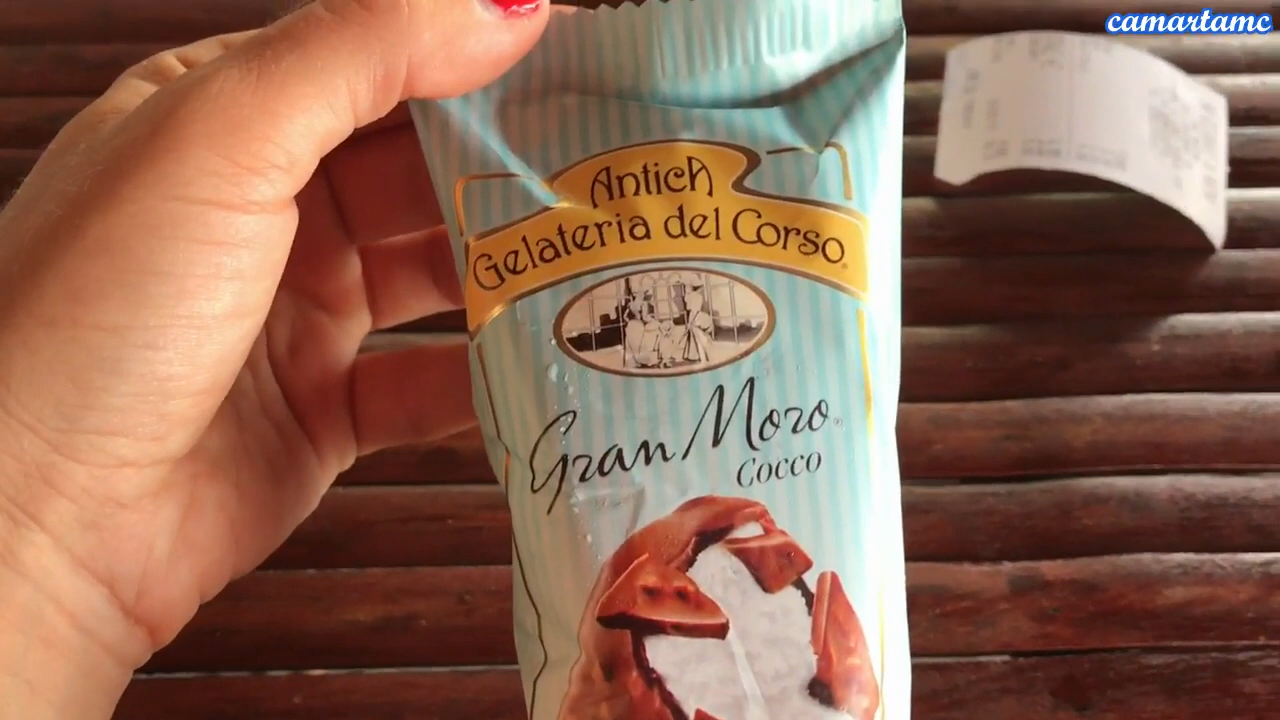 camartamc
Antica
Gelateria del Corso
Gran Moro
Cocco